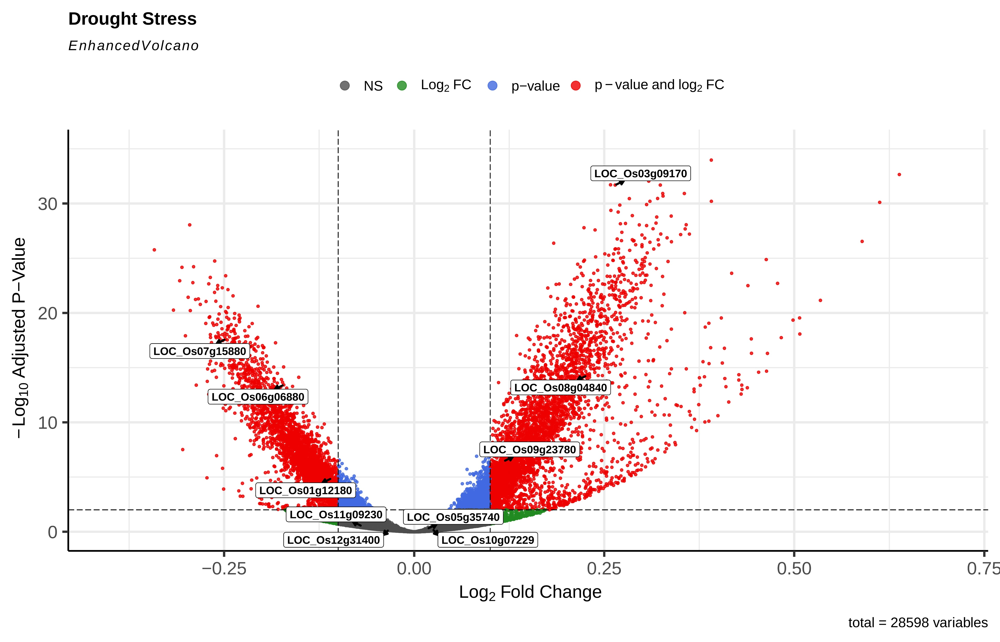 Drought Stress
EnhancedVolcano
NS Log₂ FC p−value p − value and log₂ FC
−Log₁₀ Adjusted P−Value
30
20
10
0
LOC_Os03g09170
LOC_Os07g15880
LOC_Os08g04840
LOC_Os06g06880
LOC_Os09g23780
LOC_Os01g12180
LOC_Os11g09230
LOC_Os05g35740
LOC_Os12g31400
LOC_Os10g07229
−0.25 0.00 0.25 0.50 0.75
Log₂ Fold Change
total = 28598 variables